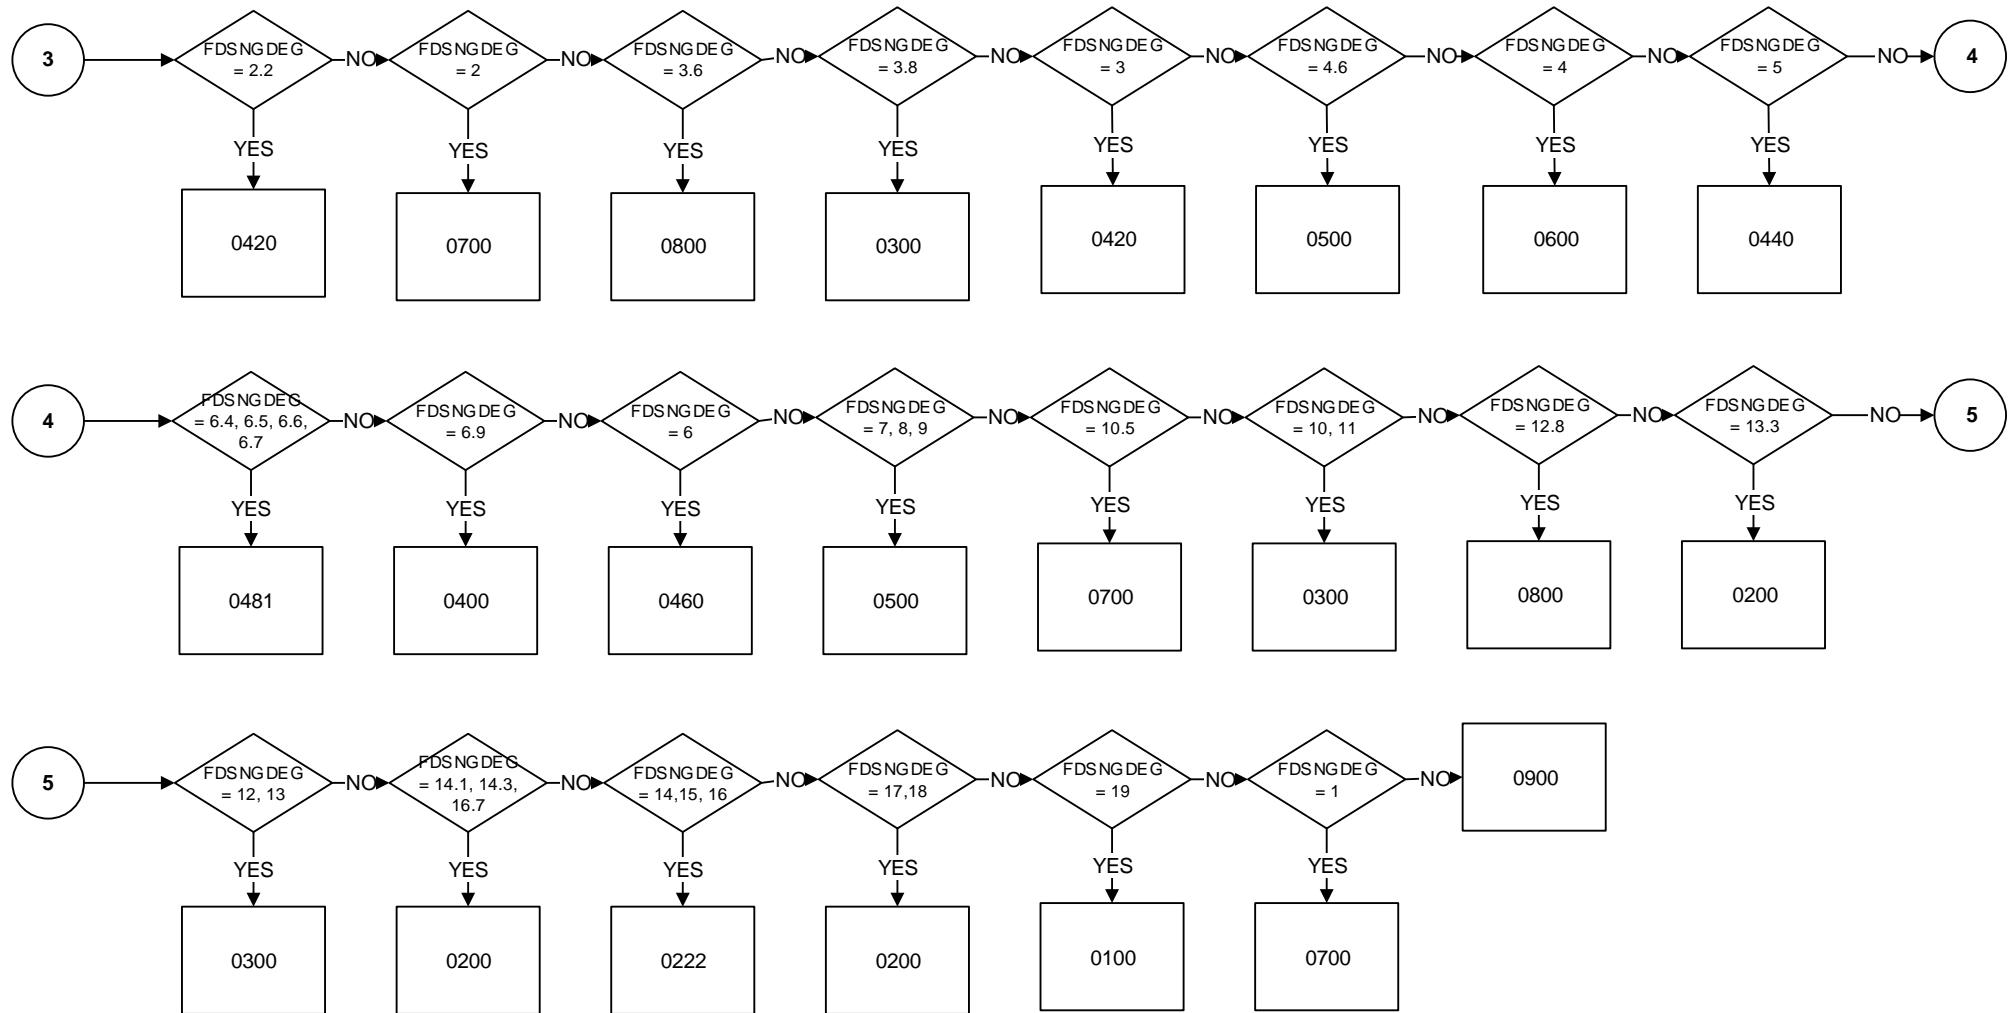 3
FDSNGDEG
= 2.2
NO
FDSNGDEG
= 2
NO
FDSNGDEG
= 3.6
NO
FDSNGDEG
= 3.8
NO
FDSNGDEG
= 3
NO
FDSNGDEG
= 4.6
NO
FDSNGDEG
= 4
NO
FDSNGDEG
= 5
NO
4
YES
YES
YES
YES
YES
YES
YES
YES
0420
0700
0800
0300
0420
0500
0600
0440
4
FDSNGDEG
= 6.4, 6.5, 6.6,
6.7
NO
FDSNGDEG
= 6.9
NO
FDSNGDEG
= 6
NO
FDSNGDEG
= 7, 8, 9
NO
FDSNGDEG
= 10.5
NO
FDSNGDEG
= 10, 11
NO
FDSNGDEG
= 12.8
NO
FDSNGDEG
= 13.3
NO
5
YES
YES
YES
YES
YES
YES
YES
YES
0481
0400
0460
0500
0700
0300
0800
0200
5
FDSNGDEG
= 12, 13
NO
FDSNGDEG
= 14.1, 14.3,
16.7
NO
FDSNGDEG
= 14,15, 16
NO
FDSNGDEG
= 17,18
NO
FDSNGDEG
= 19
NO
FDSNGDEG
= 1
NO
0900
YES
YES
YES
YES
YES
YES
0300
0200
0222
0200
0100
0700